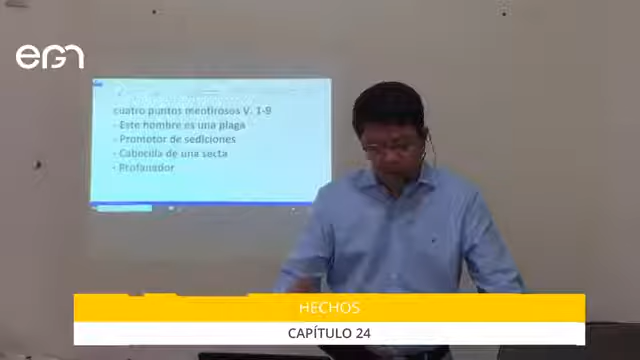 ern
cuatro puntos mentirosos V. 1-9
- Este hombre es una plaga
- Promotor de sediciones
- Cabecilla de una secta
- Profanador
HECHOS
CAPÍTULO 24